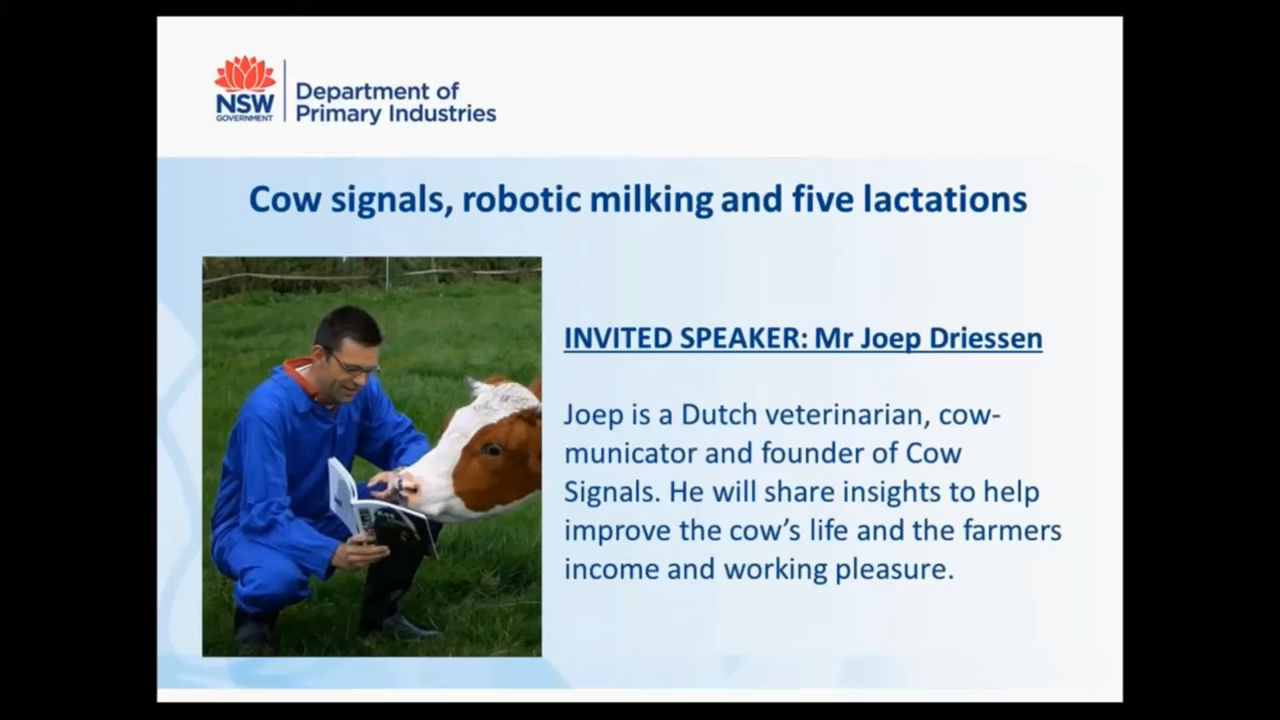 NSW
GOVERNMENT
Department of
Primary Industries
Cow signals, robotic milking and five lactations
INVITED SPEAKER: Mr Joep Driessen
Joep is a Dutch veterinarian, cow-
municator and founder of Cow
Signals. He will share insights to help
improve the cow’s life and the farmers
income and working pleasure.